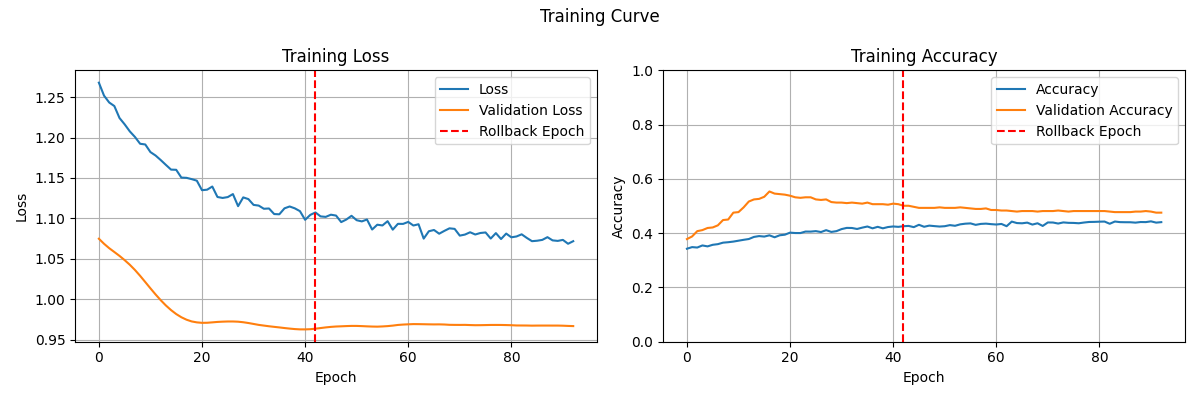 Training Curve
Training Loss
Loss
1.25
1.20
1.15
1.10
1.05
1.00
0.95
0
20
40
60
80
Epoch
Loss
Validation Loss
Rollback Epoch
Training Accuracy
Accuracy
1.0
0.8
0.6
0.4
0.2
0.0
0
20
40
60
80
Epoch
Accuracy
Validation Accuracy
Rollback Epoch